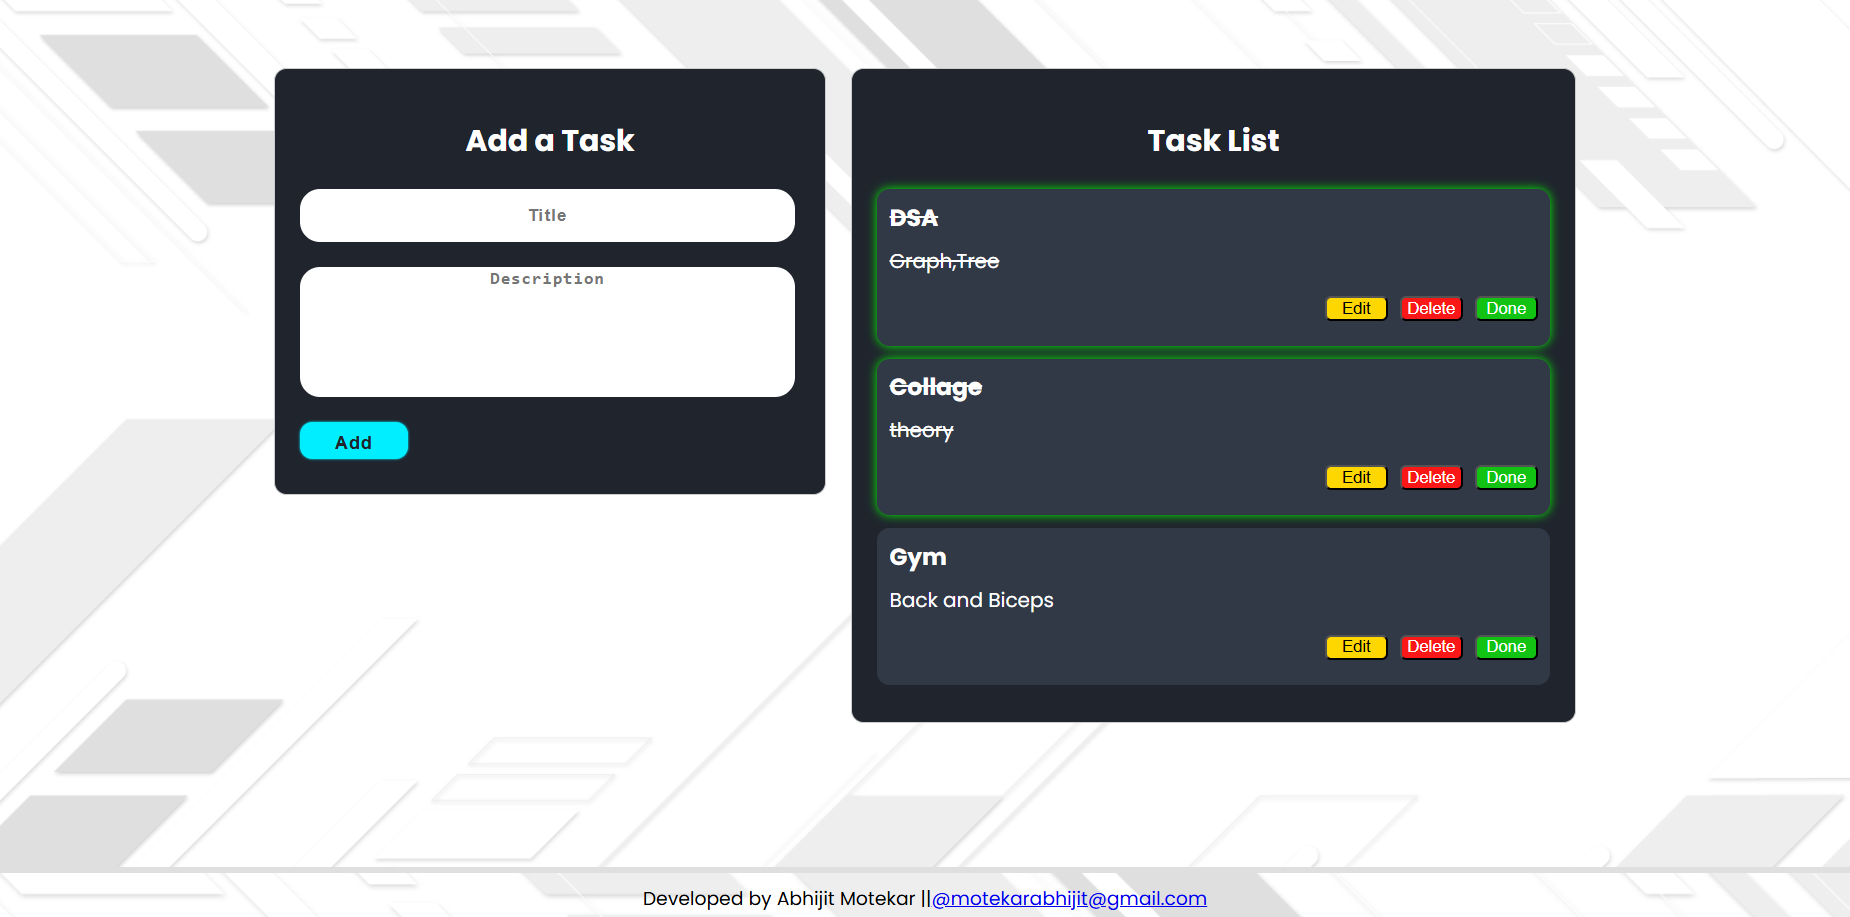 Add a Task
Title
Description
Add
Task List
DSA
Graph,Tree
Edit Delete Done
Collage
theory
Edit Delete Done
Gym
Back and Biceps
Edit Delete Done
Developed by Abhijit Motekar ||@motekarabhijit@gmail.com